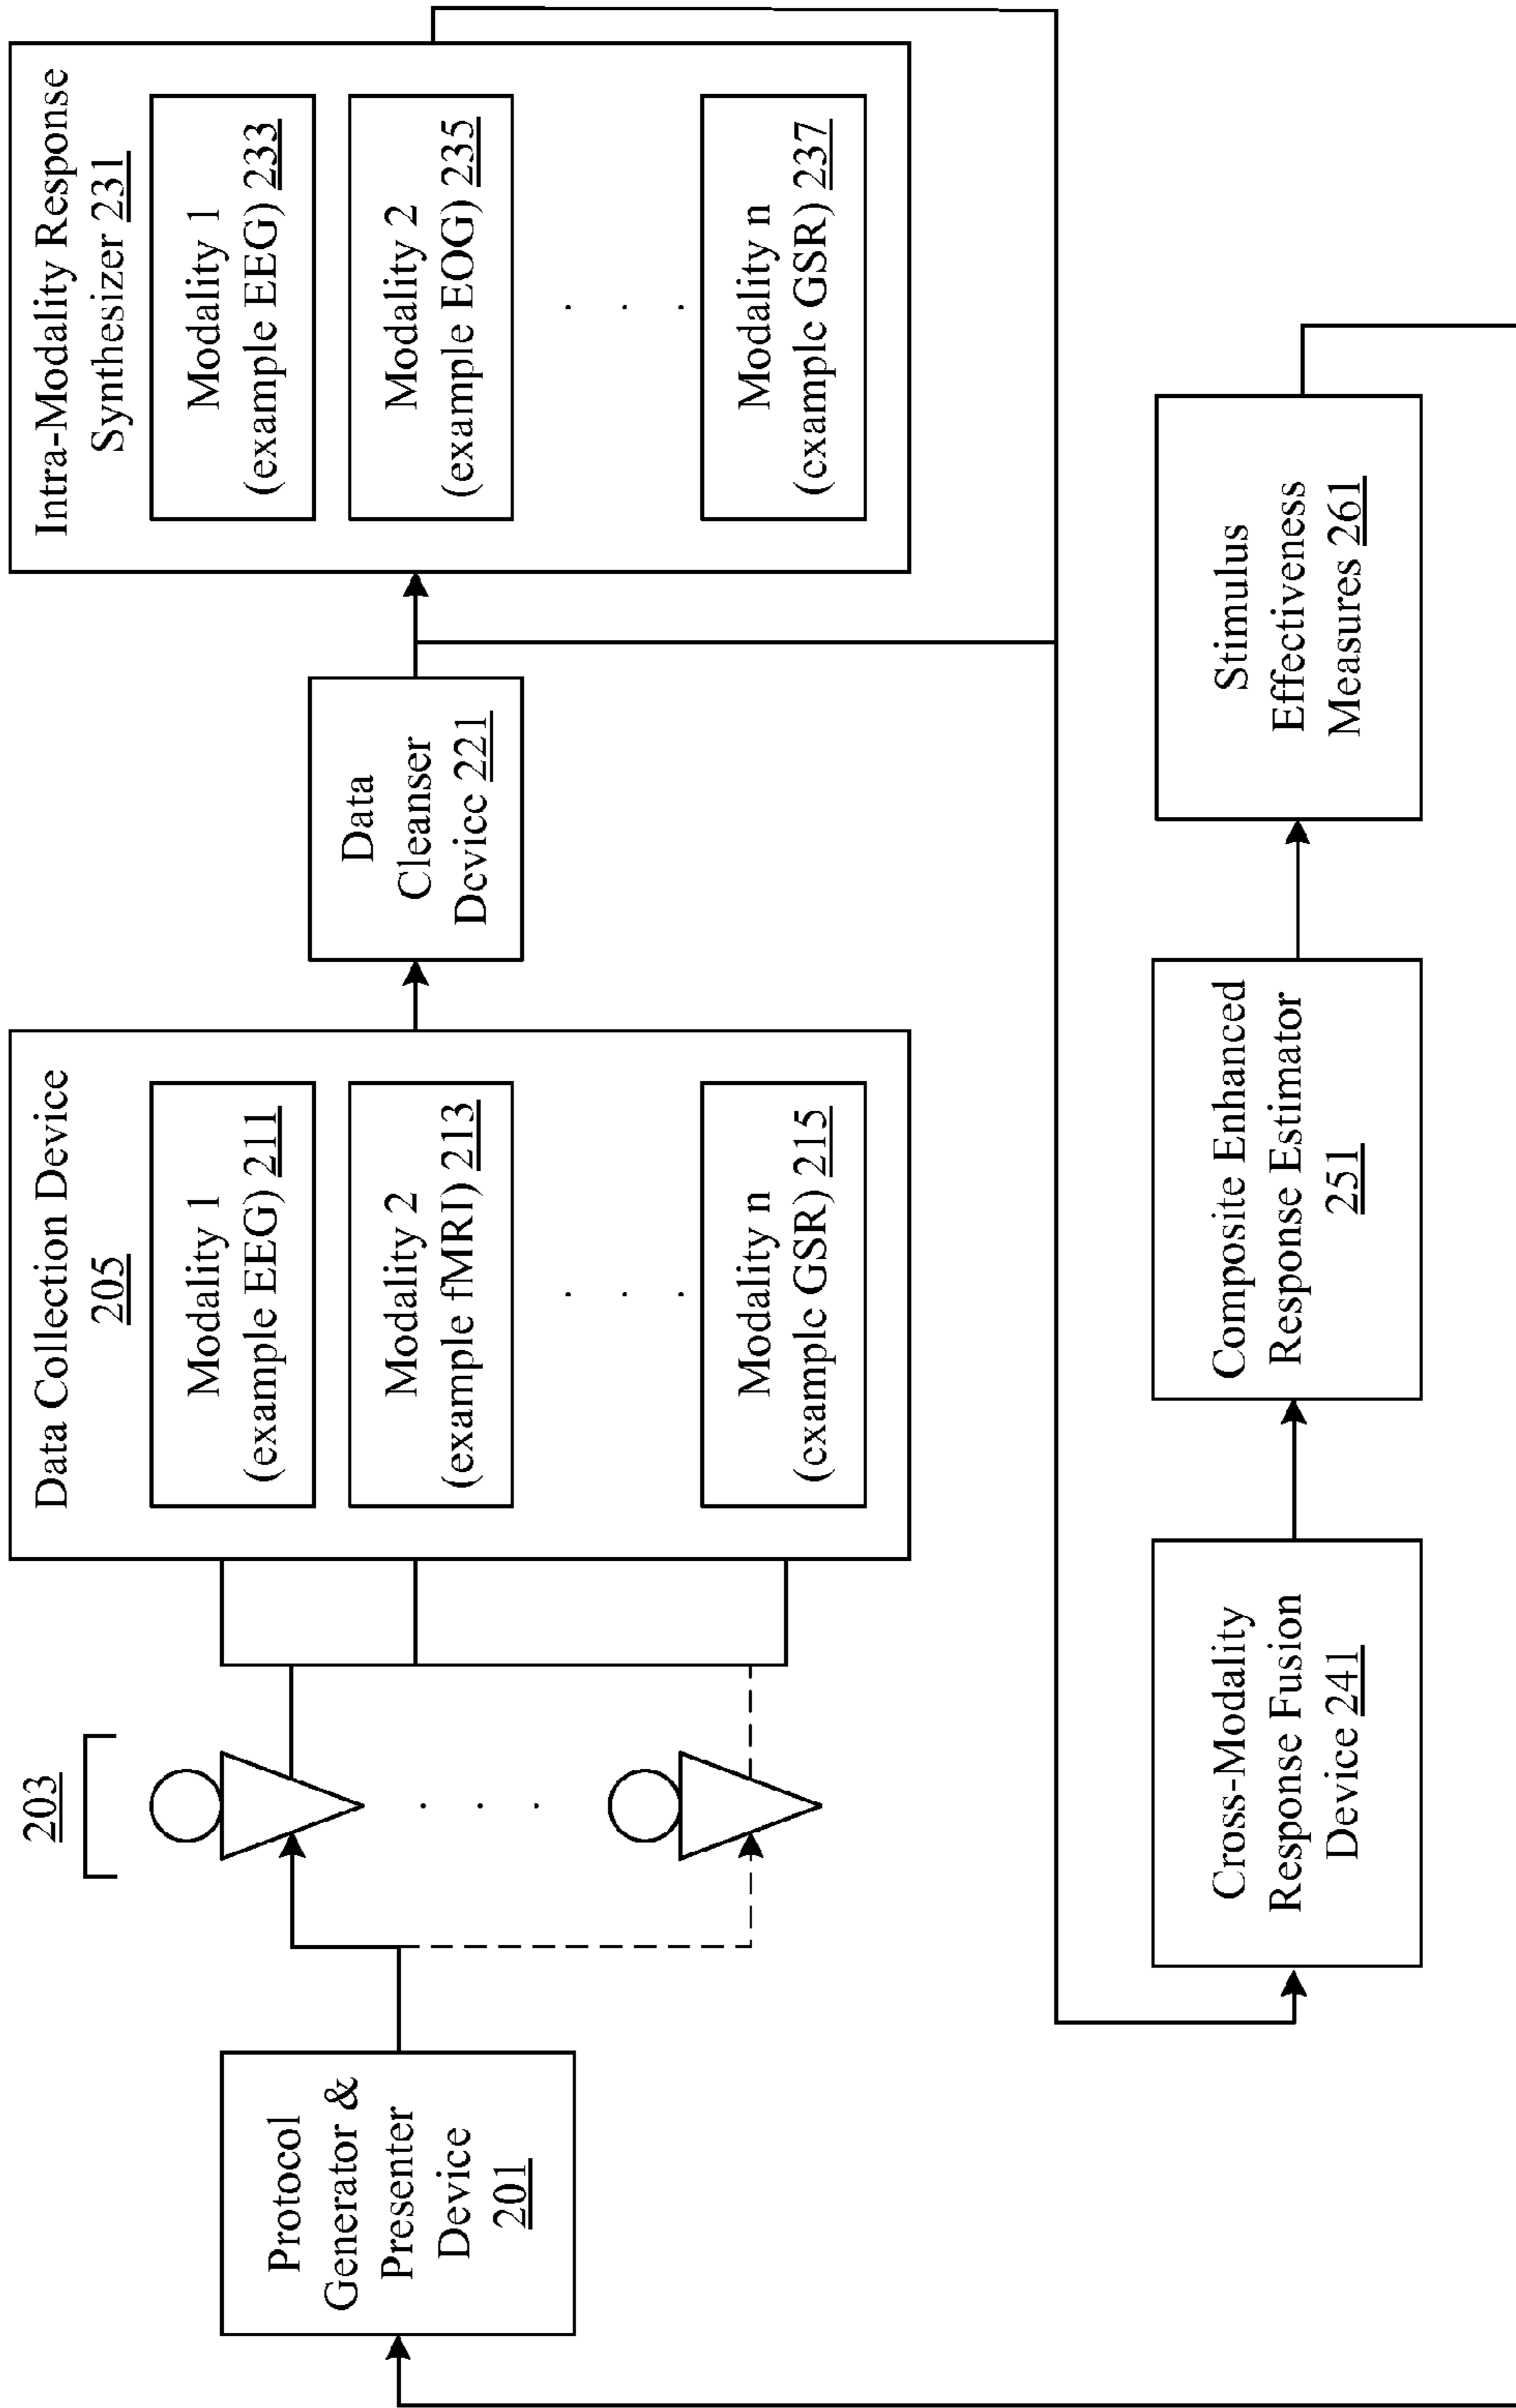 203
Protocol
Generator &
Presenter
Device
201
Data Collection Device
205
Modality 1
(example EEG) 211
Modality 2
(example fMRI) 213
Modality n
(example GSR) 215
Data
Cleanser
Device 221
Intra-Modality Response
Synthesizer 231
Modality 1
(example EEG) 233
Modality 2
(example EOG) 235
Modality n
(example GSR) 237
Cross-Modality
Response Fusion
Device 241
Composite Enhanced
Response Estimator
251
Stimulus
Effectiveness
Measures 261